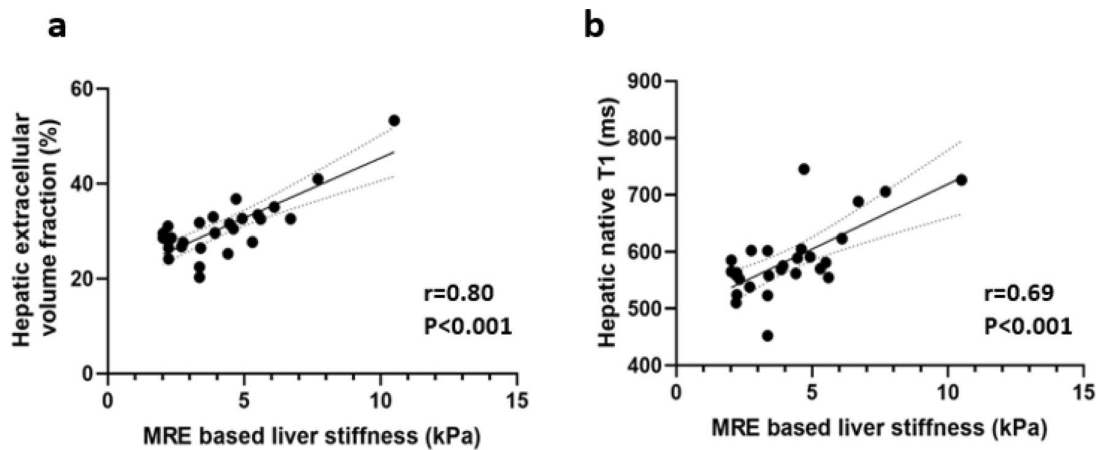 a
Hepatic extracellular
volume fraction (%)
60
40
20
0
0
5
10
15
r=0.80
P<0.001
MRE based liver stiffness (kPa)
b
Hepatic native T1 (ms)
900
800
700
600
500
400
0
5
10
15
r=0.69
P<0.001
MRE based liver stiffness (kPa)